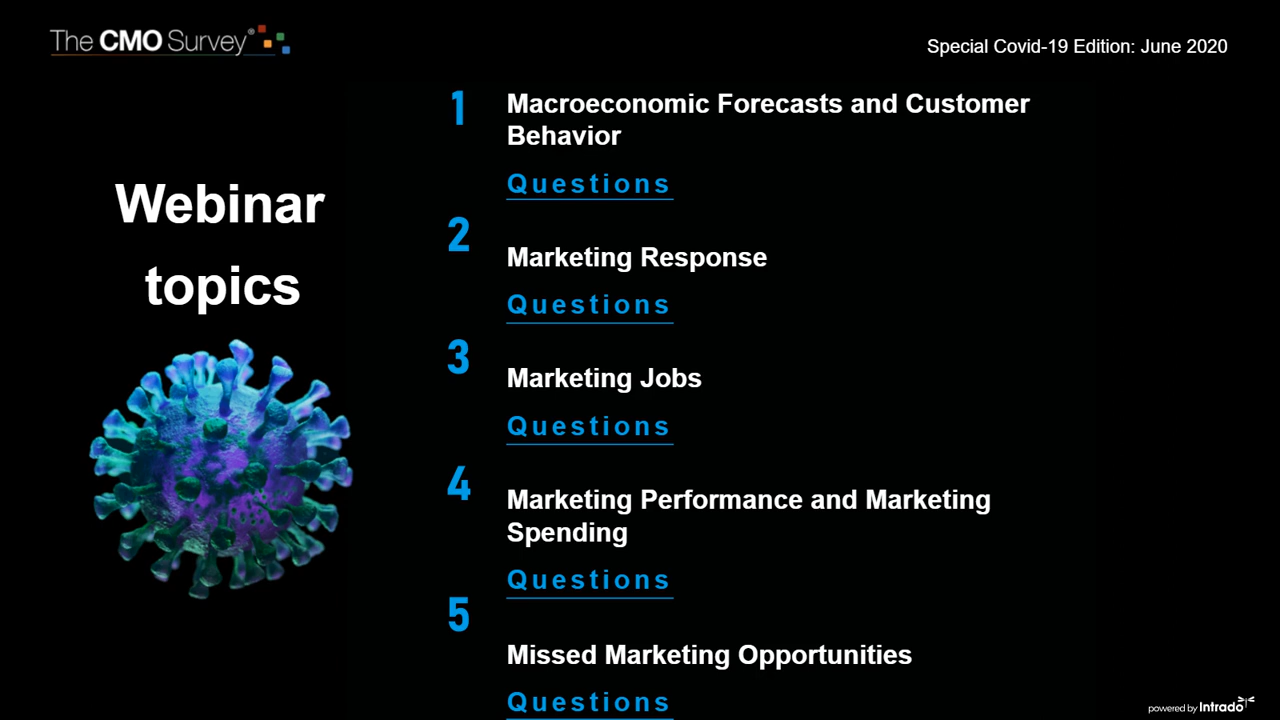 The CMO Survey®
Special Covid-19 Edition: June 2020
Webinar
topics
1
Macroeconomic Forecasts and Customer
Behavior
Questions
2
Marketing Response
Questions
3
Marketing Jobs
Questions
4
Marketing Performance and Marketing
Spending
Questions
5
Missed Marketing Opportunities
Questions
powered by Intrado